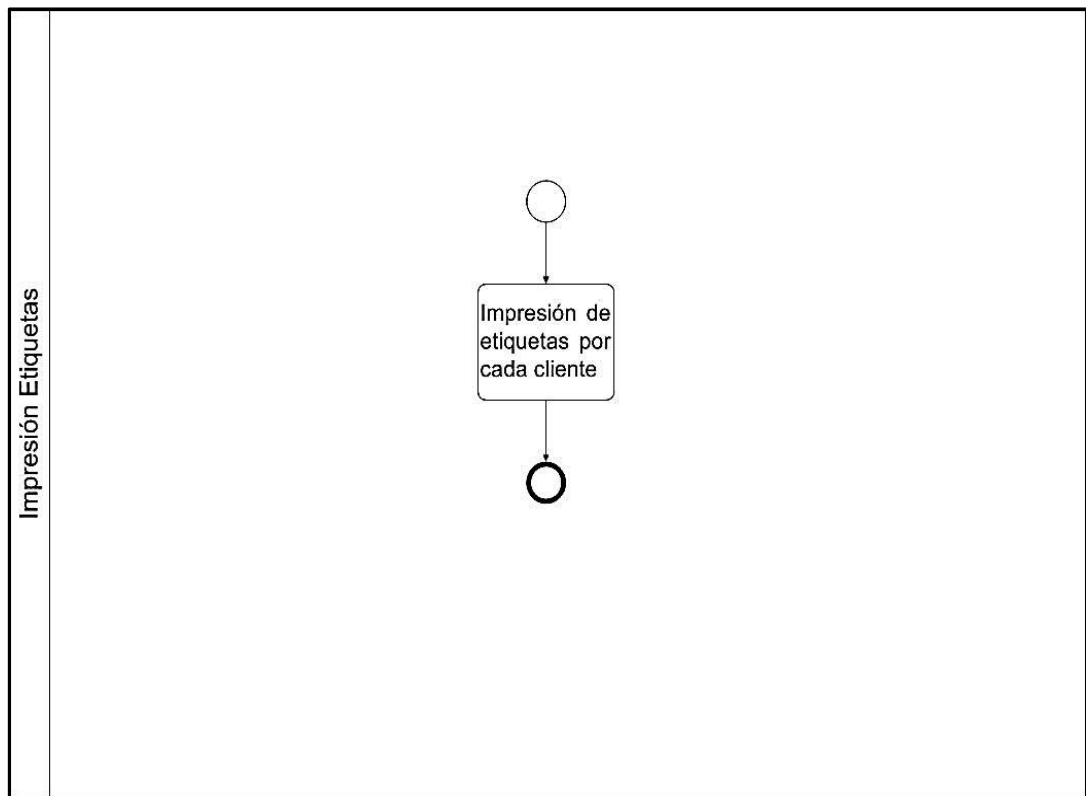 Impresión Etiquetas
Impresión de
etiquetas por
cada cliente